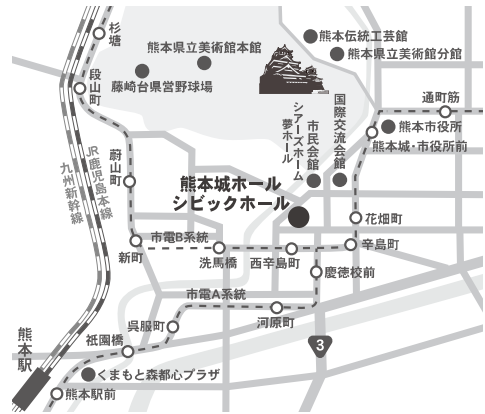 杉塘
熊本県立美術館本館
熊本伝統工芸館
熊本県立美術館分館
段山町
藤崎台県営野球場
通町筋
熊本市役所
熊本城・市役所前
国際交流会館
市民会館
シアーズホーム
夢ホール
蔚山町
JR鹿児島本線
九州新幹線
熊本城ホール
シビックホール
花畑町
市電B系統
新町
洗馬橋
西辛島町
辛島町
慶徳校前
市電A系統
呉服町
河原町
祇園橋
3
熊本駅
くまもと森都心プラザ
熊本駅前